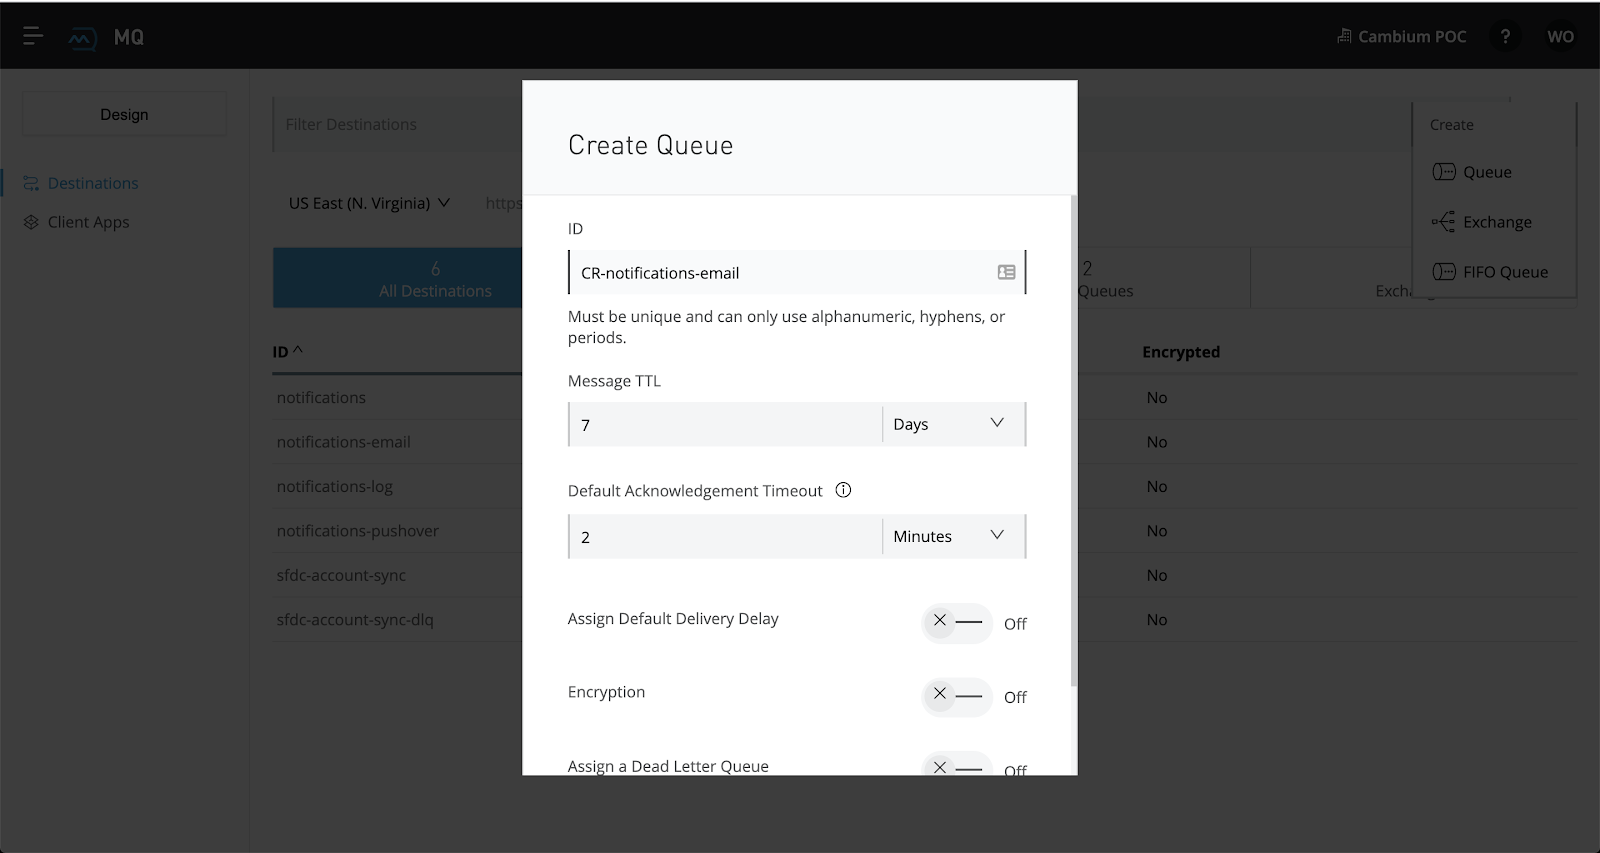 MQ
Cambium POC
?
WO
Design
Destinations
Client Apps
Filter Destinations
US East (N. Virginia)
https
6
All Destinations
2
Queues
Create
Queue
Exchange
FIFO Queue
ID
Encrypted
notifications
No
notifications-email
No
notifications-log
No
notifications-pushover
No
sfdc-account-sync
No
sfdc-account-sync-dlq
No
Create Queue
ID
CR-notifications-email
Must be unique and can only use alphanumeric, hyphens, or
periods.
Message TTL
7
Days
Default Acknowledgement Timeout
2
Minutes
Assign Default Delivery Delay
Off
Encryption
Off
Assign a Dead Letter Queue
Off